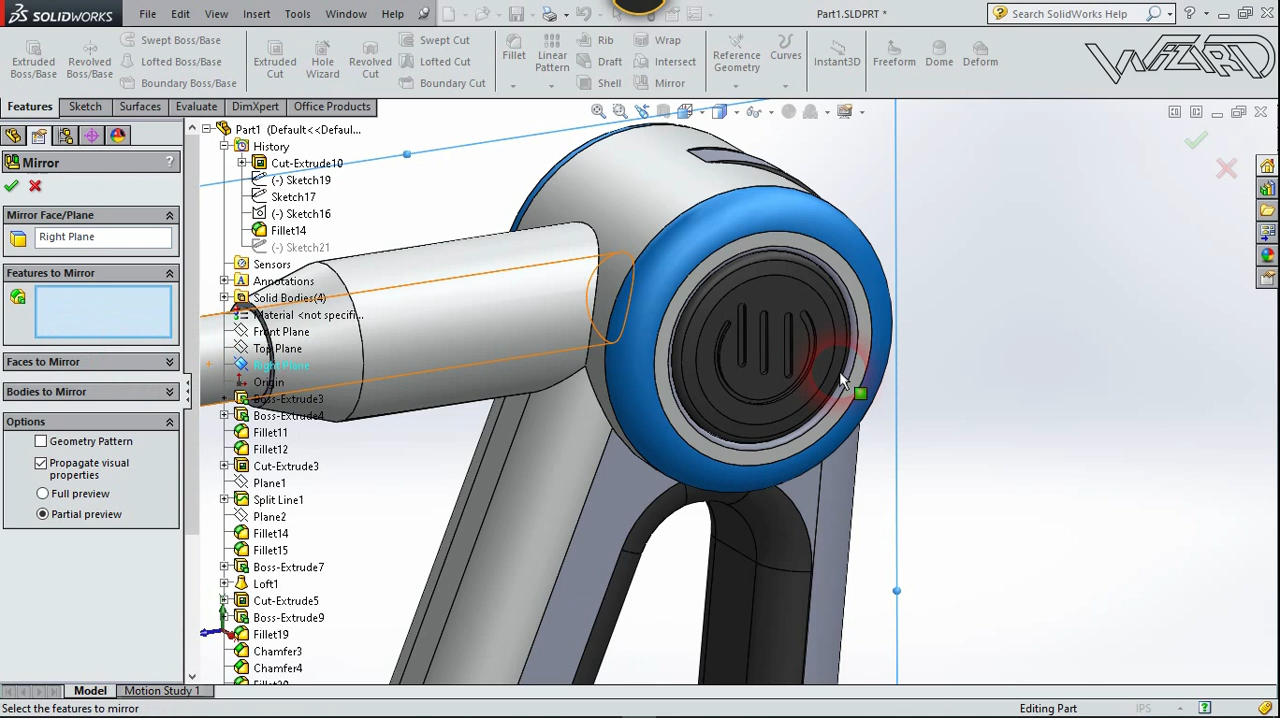 SOLIDWORKS
File Edit View Insert Tools Window Help
Part1.SLDPRT *
Search SolidWorks Help
Extruded Boss/Base
Revolved Boss/Base
Swept Boss/Base
Lofted Boss/Base
Boundary Boss/Base
Extruded Cut
Hole Wizard
Revolved Cut
Swept Cut
Lofted Cut
Boundary Cut
Fillet
Linear Pattern
Rib
Draft
Shell
Wrap
Intersect
Mirror
Reference Geometry
Curves
Instant3D
Freeform
Dome
Deform
WIZARD
Features Sketch Surfaces Evaluate DimXpert Office Products
Mirror ?
Mirror Face/Plane
Right Plane
Features to Mirror
Faces to Mirror
Bodies to Mirror
Options
Geometry Pattern
Propagate visual properties
Full preview
Partial preview
Part1 (Default<<Defaul...
History
Cut-Extrude10
(-) Sketch19
Sketch17
(-) Sketch16
Fillet14
(-) Sketch21
Sensors
Annotations
Solid Bodies(4)
Material <not specif...
Front Plane
Top Plane
Right Plane
Origin
Boss-Extrude3
Boss-Extrude4
Fillet11
Fillet12
Cut-Extrude3
Plane1
Split Line1
Plane2
Fillet14
Fillet15
Boss-Extrude7
Loft1
Cut-Extrude5
Boss-Extrude9
Fillet19
Chamfer3
Chamfer4
Model Motion Study 1
Select the features to mirror
Editing Part
IPS